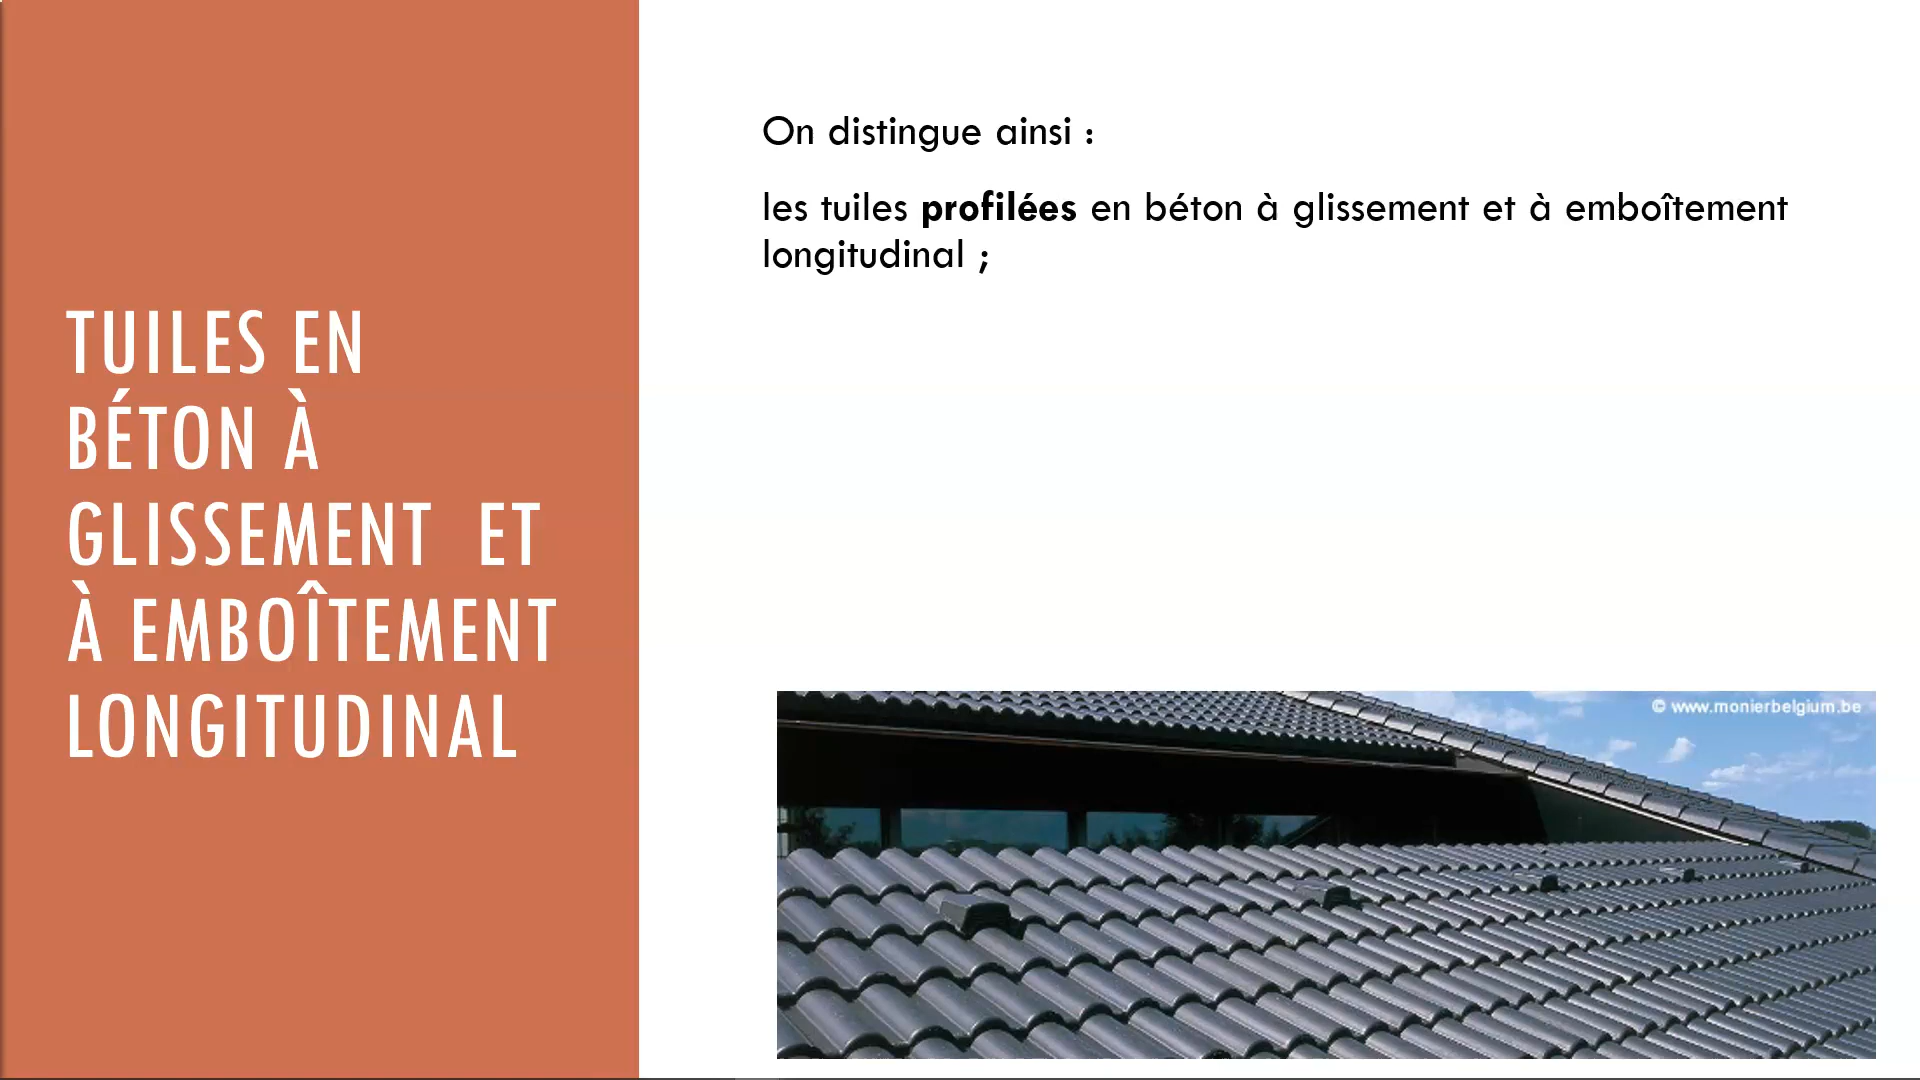 TUILES EN
BÉTON À
GLISSEMENT ET
À EMBOÎTEMENT
LONGITUDINAL
On distingue ainsi :
les tuiles profilées en béton à glissement et à emboîtement
longitudinal ;
© www.monierbelgium.be